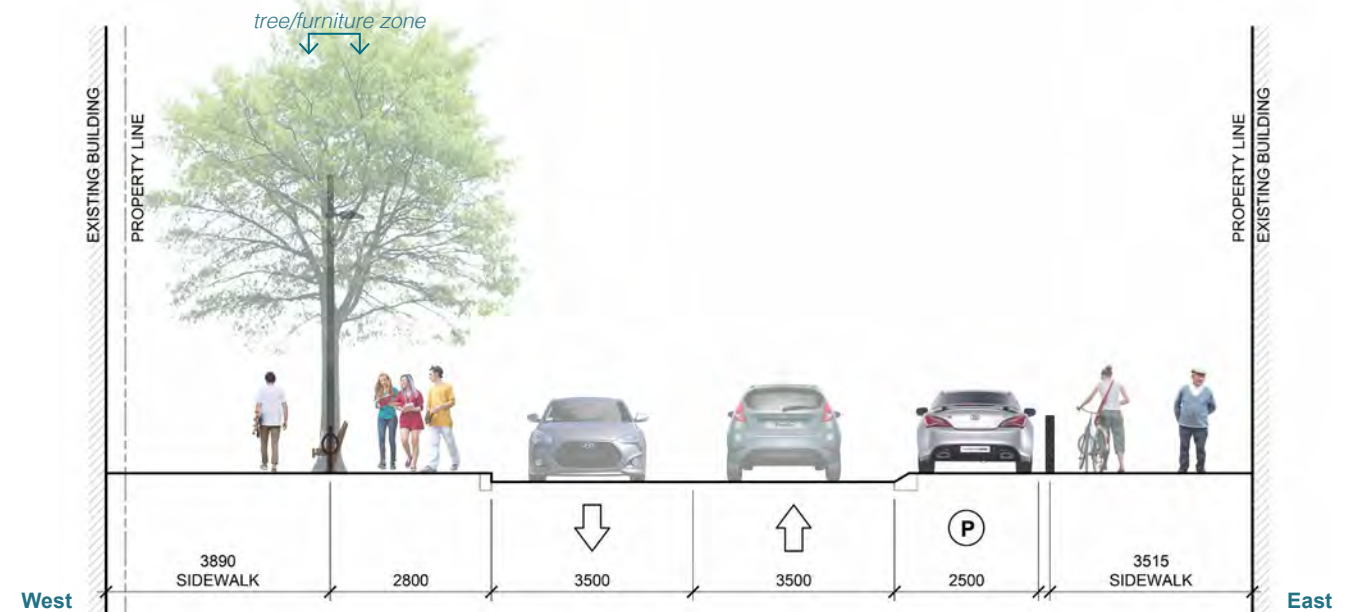 tree/furniture zone
EXISTING BUILDING
PROPERTY LINE
PROPERTY LINE
EXISTING BUILDING
P
3890
SIDEWALK
2800
3500
3500
2500
3515
SIDEWALK
West
East